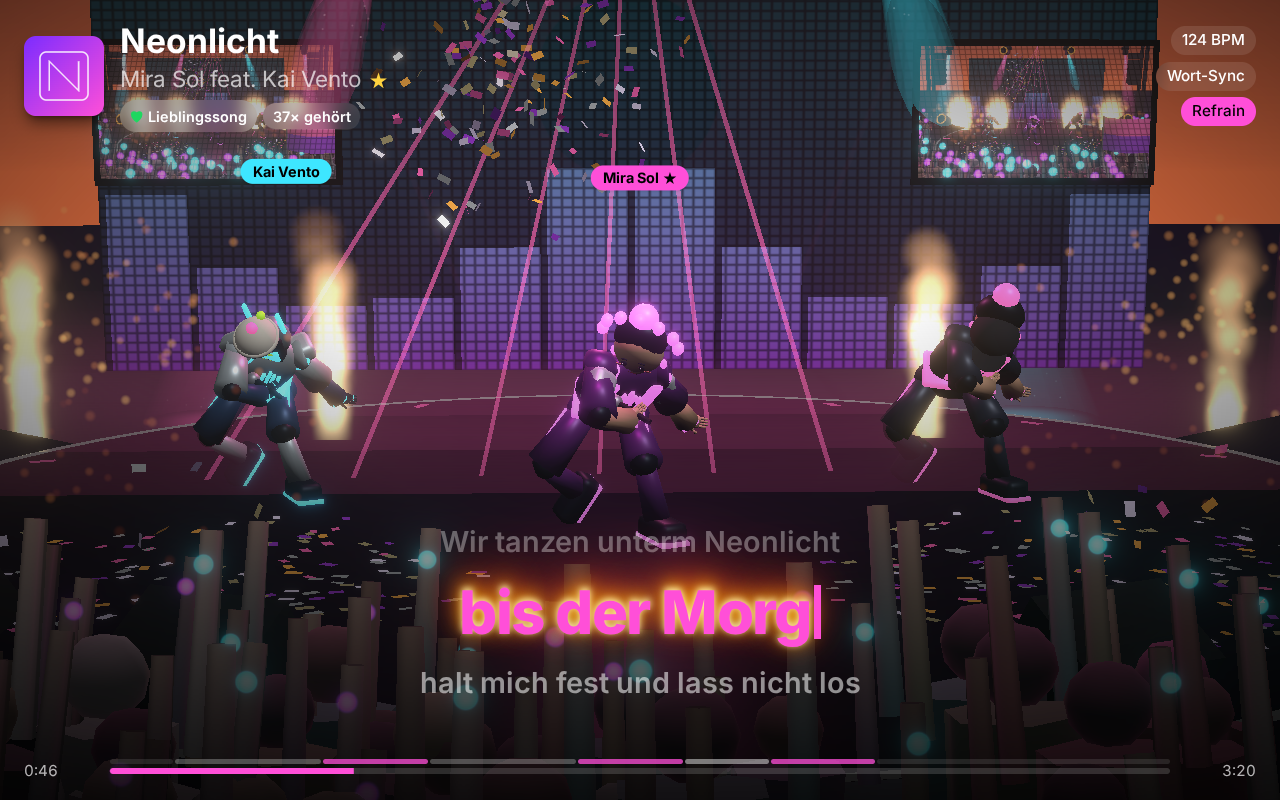 N
Neonlicht
Mira Sol feat. Kai Vento ★
Lieblingssong
37× gehört
124 BPM
Wort-Sync
Refrain
Kai Vento
Mira Sol ★
Wir tanzen unterm Neonlicht
bis der Morg
halt mich fest und lass nicht los
0:46
3:20